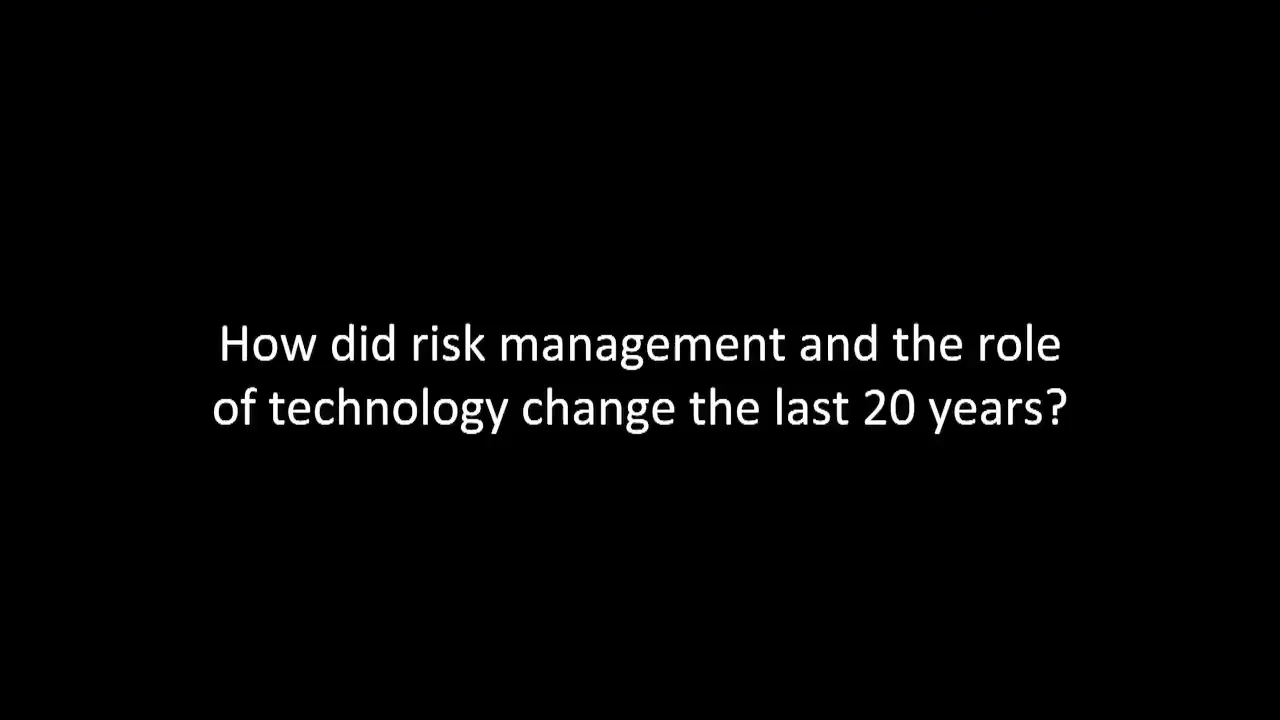 How did risk management and the role
of technology change the last 20 years?